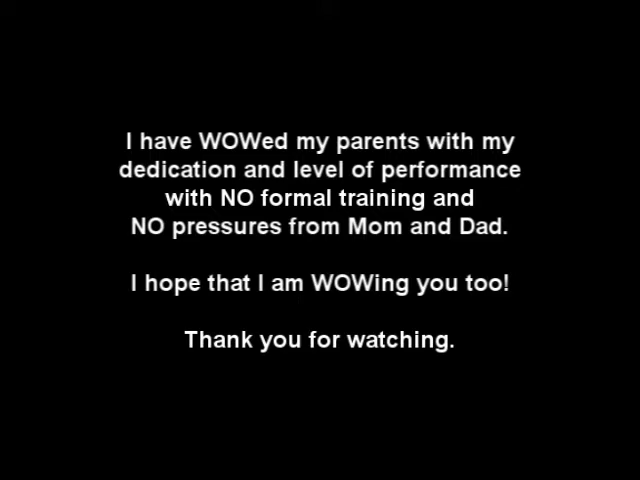 I have WOWed my parents with my
dedication and level of performance
with NO formal training and
NO pressures from Mom and Dad.
I hope that I am WOWing you too!
Thank you for watching.